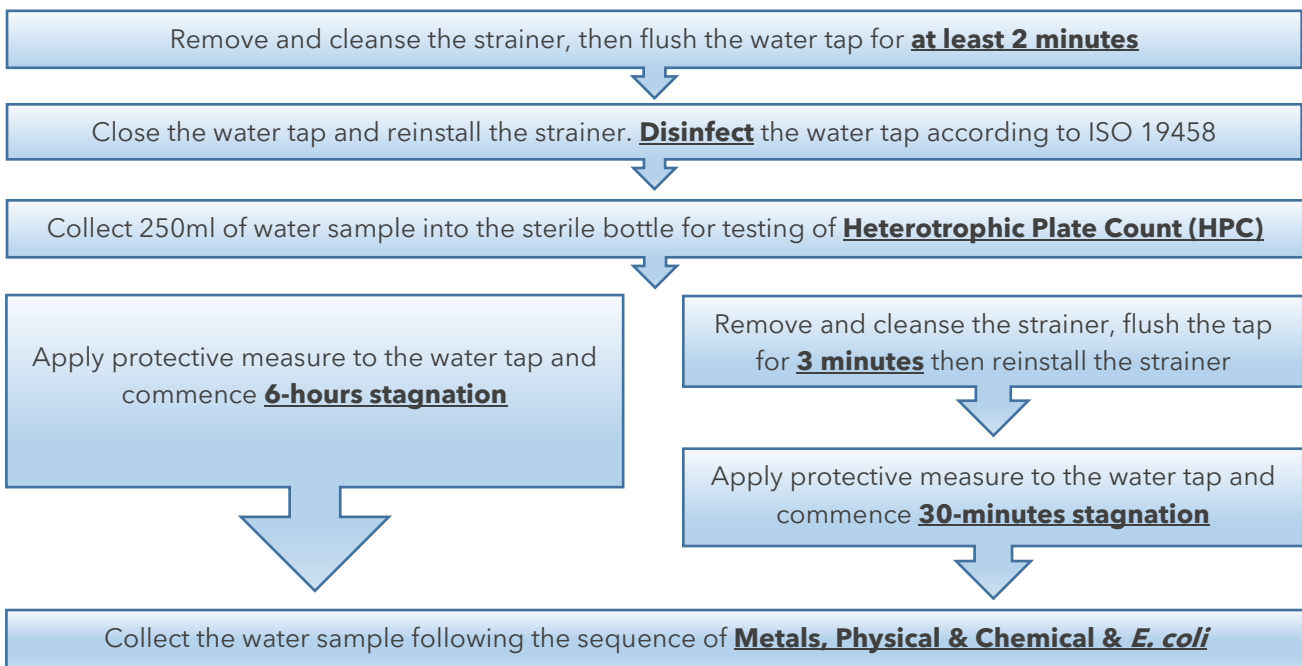 Remove and cleanse the strainer, then flush the water tap for at least 2 minutes
Close the water tap and reinstall the strainer. Disinfect the water tap according to ISO 19458
Collect 250ml of water sample into the sterile bottle for testing of Heterotrophic Plate Count (HPC)
Apply protective measure to the water tap and
commence 6-hours stagnation
Remove and cleanse the strainer, flush the tap
for 3 minutes then reinstall the strainer
Apply protective measure to the water tap and
commence 30-minutes stagnation
Collect the water sample following the sequence of Metals, Physical & Chemical & E. coli